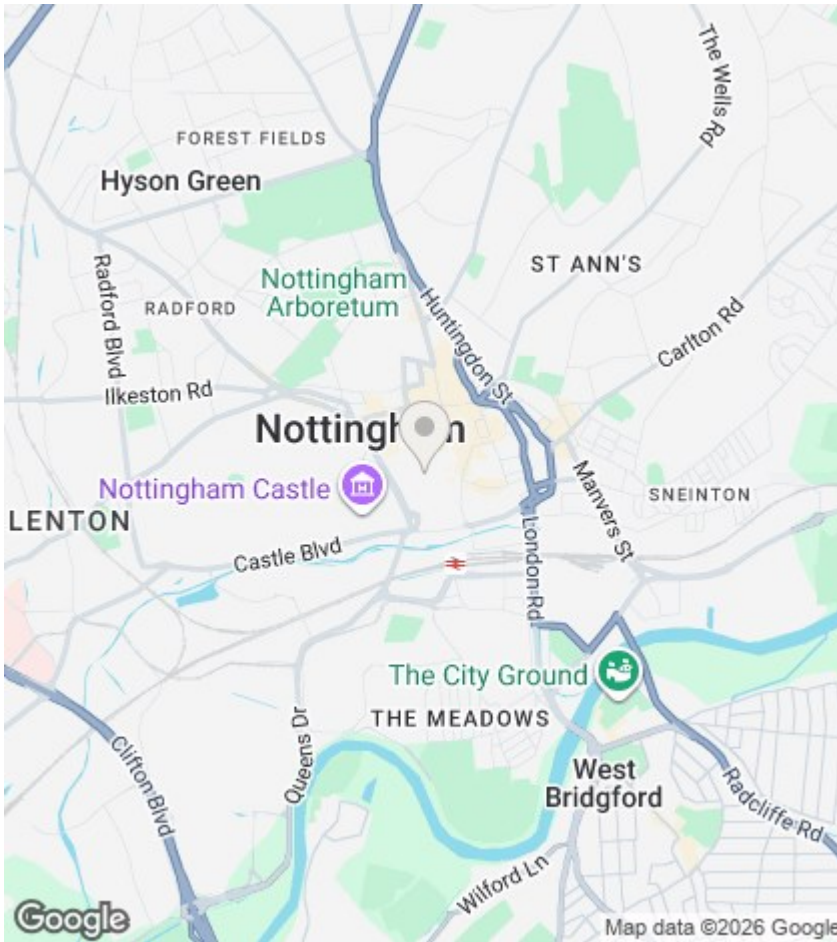 The Wells Rd
FOREST FIELDS
Hyson Green
ST ANN'S
Nottingham
Arboretum
RADFORD
Radford Blvd
Huntingdon St
Carlton Rd
Ilkeston Rd
Nottingh m
Nottingham Castle
SNEINTON
Manvers St
LENTON
Castle Blvd
London Rd
The City Ground
THE MEADOWS
Queens Dr
Clifton Blvd
West
Bridgford
Radcliffe Rd
Wilford Ln
Google
Map data ©2026 Google